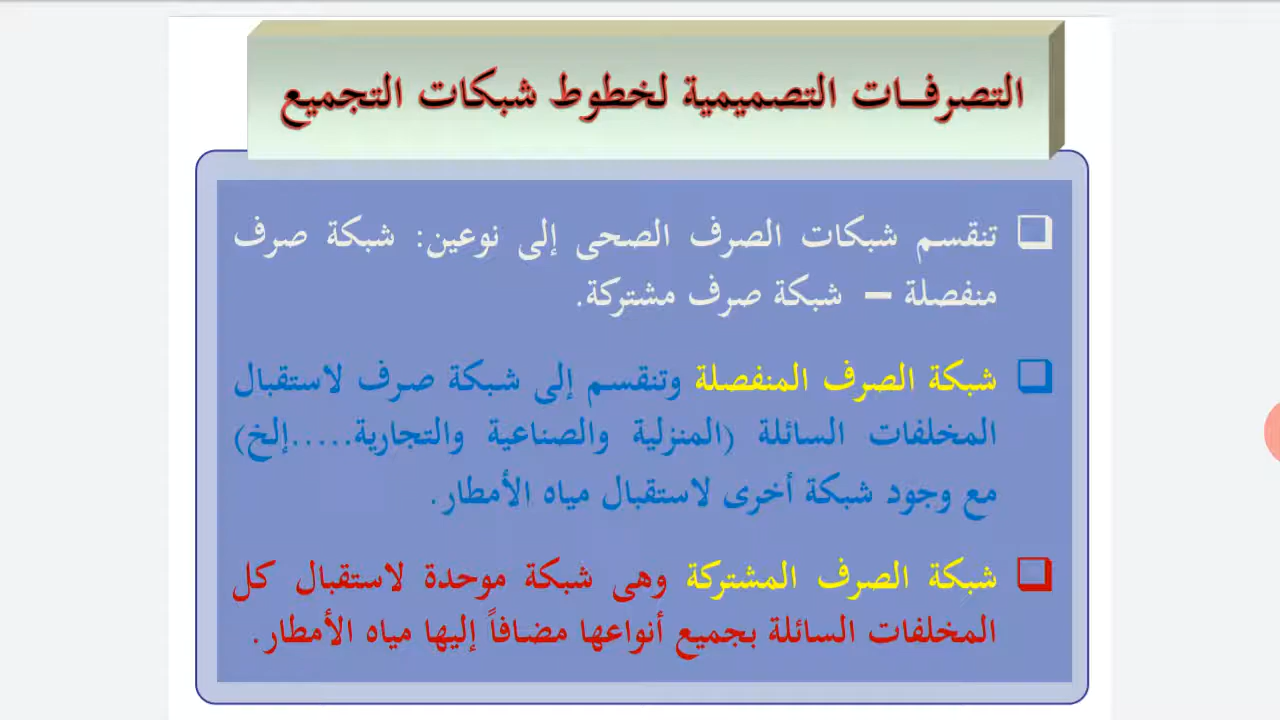 التصرفات التصميمية لخطوط شبكات التجميع
تنقسم شبكات الصرف الصحى إلى نوعين: شبكة صرف
منفصلة – شبكة صرف مشتركة.
شبكة الصرف المنفصلة وتنقسم إلى شبكة صرف لاستقبال
المخلفات السائلة (المنزلية والصناعية والتجارية.....إلخ)
مع وجود شبكة أخرى لاستقبال مياه الأمطار.
شبكة الصرف المشتركة وهى شبكة موحدة لاستقبال كل
المخلفات السائلة بجميع أنواعها مضافاً إليها مياه الأمطار.